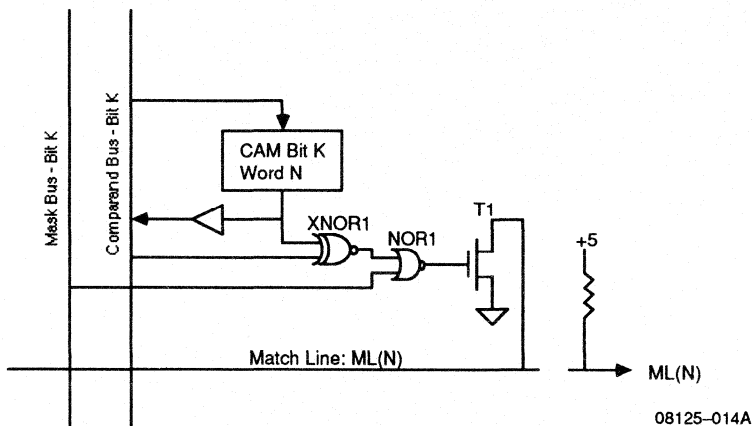 Mask Bus - Bit K
Comparand Bus - Bit K
CAM Bit K
Word N
XNOR1
NOR1
T1
+5
Match Line: ML(N)
ML(N)
08125–014A